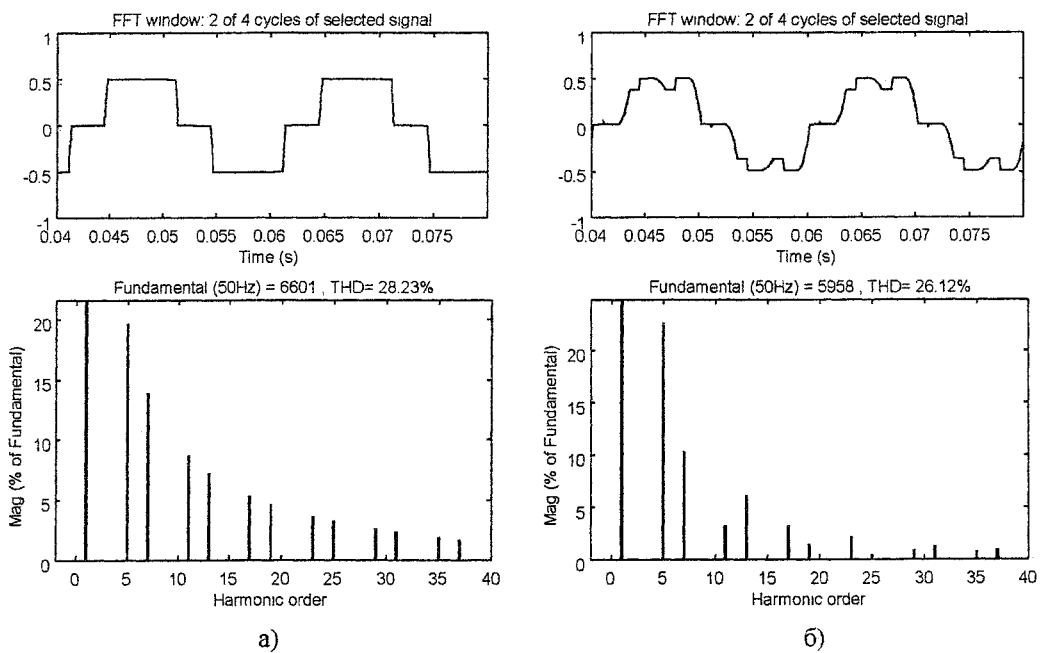 FFT window: 2 of 4 cycles of selected signal
1
0.5
0
-0.5
-1
0.04 0.045 0.05 0.055 0.06 0.065 0.07 0.075
Time (s)
Fundamental (50Hz) = 6601 , THD= 28.23%
20
15
10
5
0
Mag (% of Fundamental)
0 5 10 15 20 25 30 35 40
Harmonic order
а)
FFT window: 2 of 4 cycles of selected signal
1
0.5
0
-0.5
-1
0.04 0.045 0.05 0.055 0.06 0.065 0.07 0.075
Time (s)
Fundamental (50Hz) = 5958 , THD= 26.12%
20
15
10
5
0
Mag (% of Fundamental)
0 5 10 15 20 25 30 35 40
Harmonic order
б)